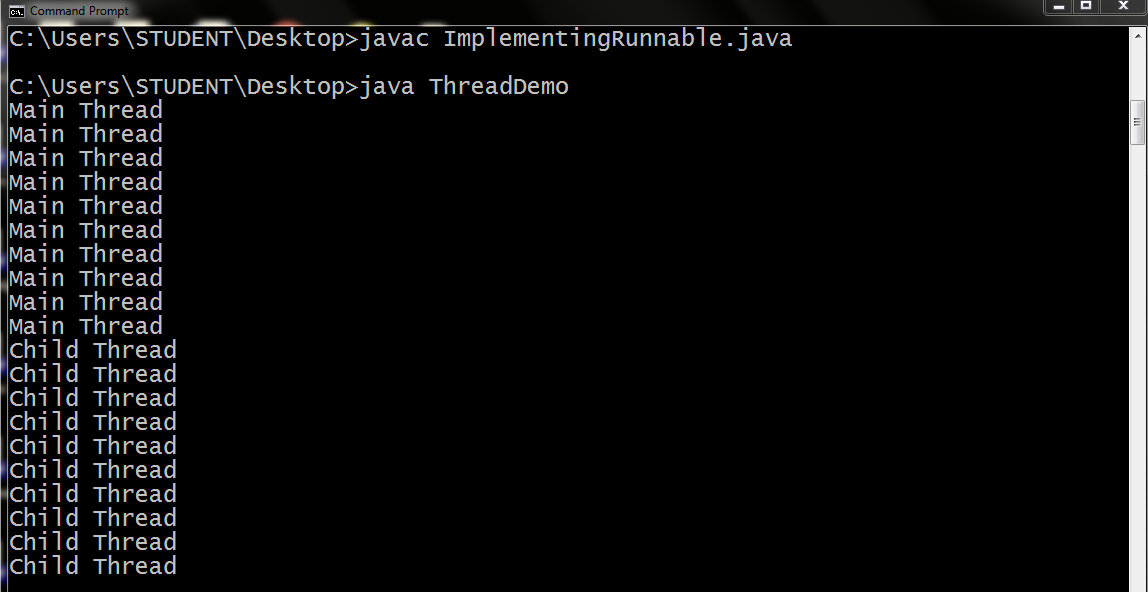 Command Prompt
C:\Users\STUDENT\Desktop>javac ImplementingRunnable.java
C:\Users\STUDENT\Desktop>java ThreadDemo
Main Thread
Main Thread
Main Thread
Main Thread
Main Thread
Main Thread
Main Thread
Main Thread
Main Thread
Main Thread
Child Thread
Child Thread
Child Thread
Child Thread
Child Thread
Child Thread
Child Thread
Child Thread
Child Thread
Child Thread